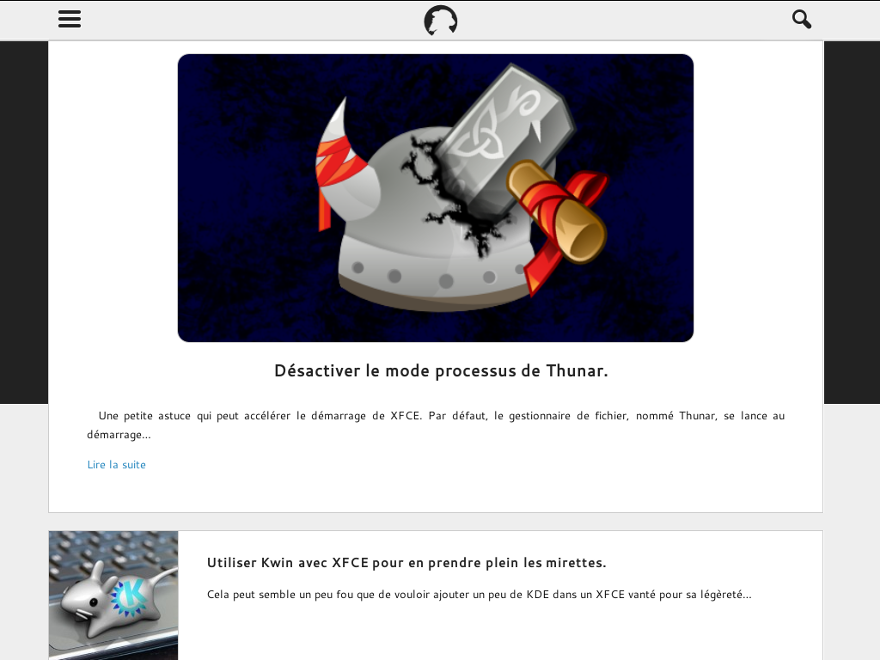 Désactiver le mode processus de Thunar.
Une petite astuce qui peut accélérer le démarrage de XFCE. Par défaut, le gestionnaire de fichier, nommé Thunar, se lance au
démarrage...
Lire la suite
Utiliser Kwin avec XFCE pour en prendre plein les mirettes.
Cela peut semble un peu fou que de vouloir ajouter un peu de KDE dans un XFCE vanté pour sa légèreté...
K